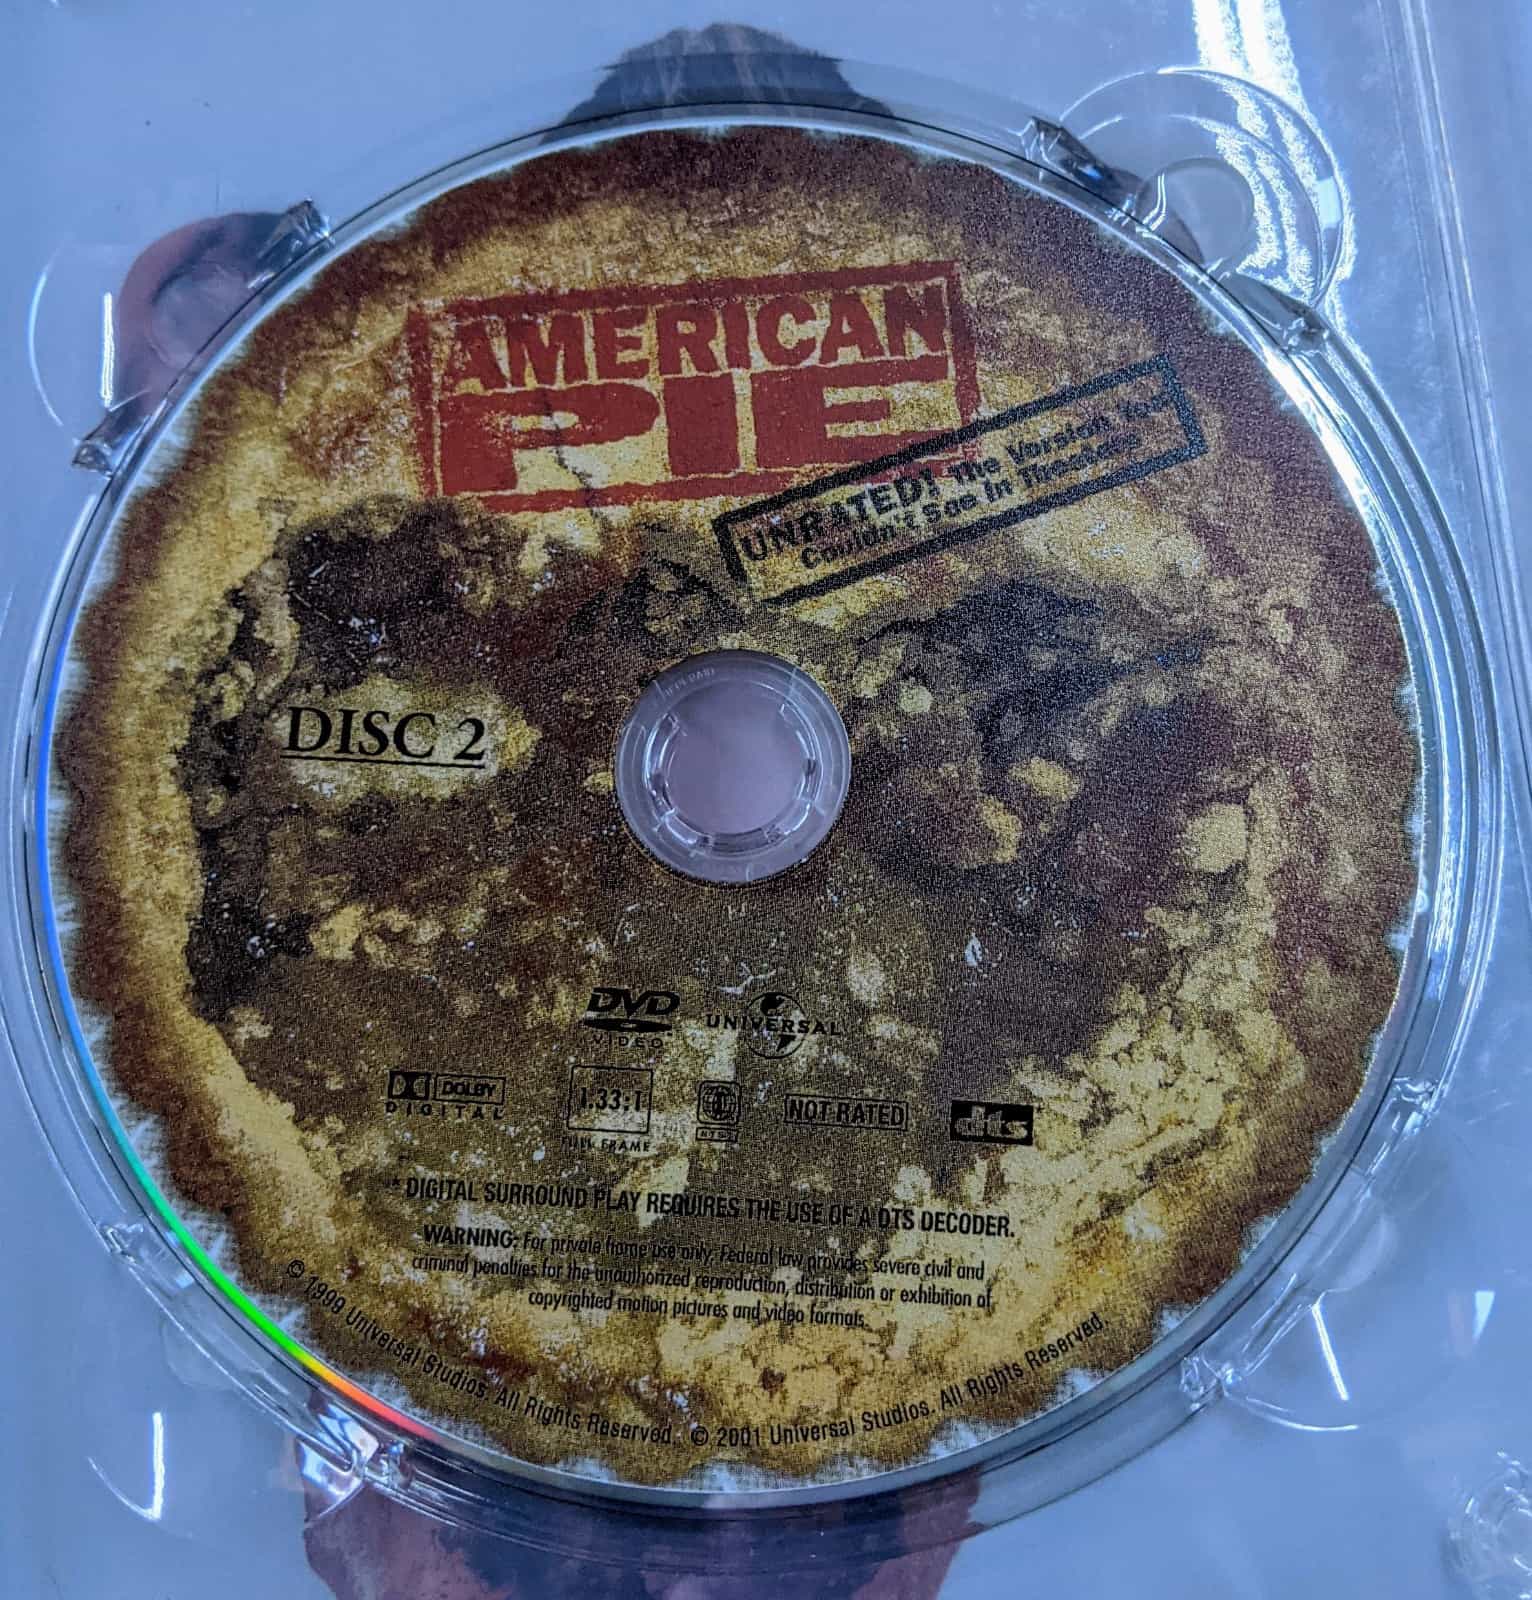 AMERICAN
PIE
UNRATED! The Version You
Couldn't See In Theaters
DISC 2
DVD
VIDEO
UNIVERSAL
DOLBY
DIGITAL
1.33:1
FULL FRAME
NTSC
NOT RATED
dts
* DIGITAL SURROUND PLAY REQUIRES THE USE OF A DTS DECODER.
WARNING: For private home use only. Federal law provides severe civil and
criminal penalties for the unauthorized reproduction, distribution or exhibition of
copyrighted motion pictures and video formats.
© 1999 Universal Studios. All Rights Reserved. © 2001 Universal Studios. All Rights Reserved.